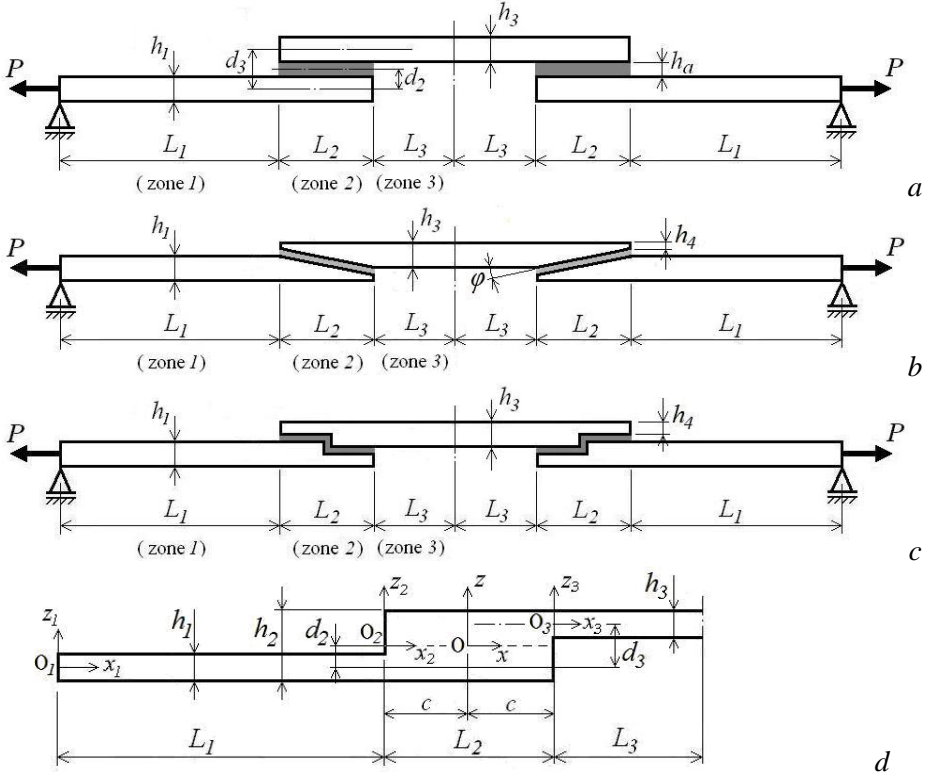 h3
h1
d3
P
d2
ha
P
L1 L2 L3 L3 L2 L1
(zone 1) (zone 2) (zone 3)
a
h1
h3
h4
P
φ
P
L1 L2 L3 L3 L2 L1
(zone 1) (zone 2) (zone 3)
b
h1
h3
h4
P
P
L1 L2 L3 L3 L2 L1
(zone 1) (zone 2) (zone 3)
c
z2 z z3 h3
z1 h1 h2 d2 O2 O3 x3
O1 x1 x2 O x d3
c c
L1 L2 L3
d